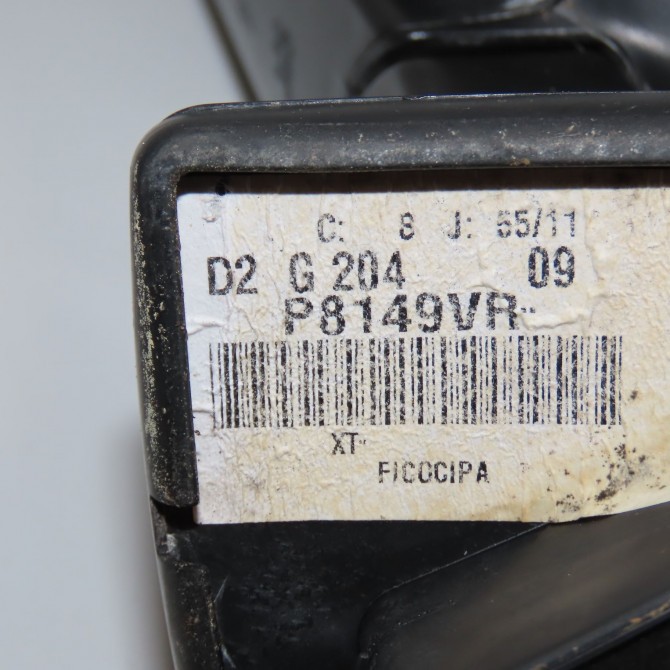 C: 8 J: 65/11
D2 G 204 09
P8149VR
XT
FICOCIPA